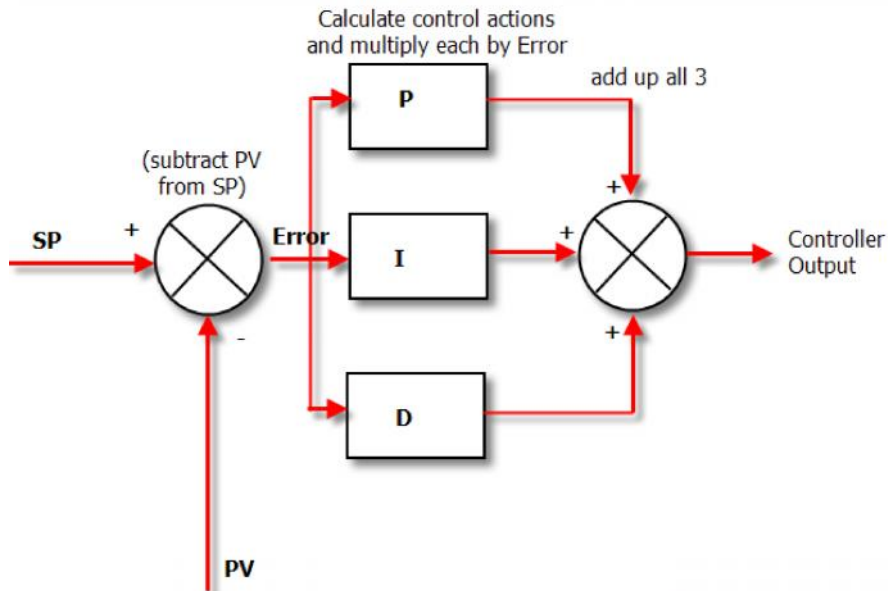 Calculate control actions
and multiply each by Error
P
add up all 3
(subtract PV
from SP)
+
SP
+
Error
+
I
Controller
Output
-
+
D
PV